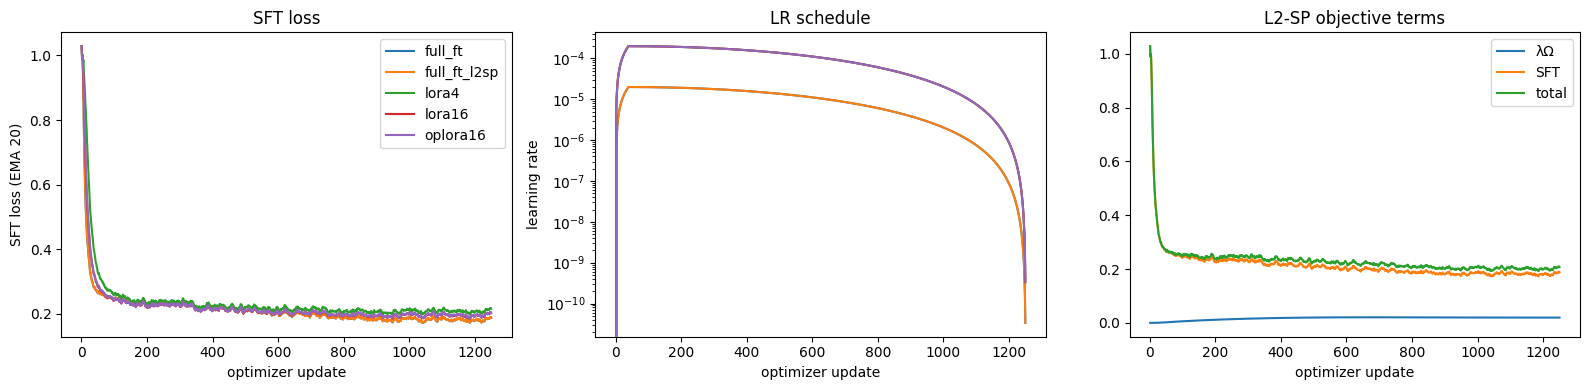 SFT loss
SFT loss (EMA 20)
1.0
0.8
0.6
0.4
0.2
full_ft
full_ft_l2sp
lora4
lora16
oplora16
0 200 400 600 800 1000 1200
optimizer update
LR schedule
learning rate
10⁻⁴
10⁻⁵
10⁻⁶
10⁻⁷
10⁻⁸
10⁻⁹
10⁻¹⁰
0 200 400 600 800 1000 1200
optimizer update
L2-SP objective terms
1.0
0.8
0.6
0.4
0.2
0.0
λΩ
SFT
total
0 200 400 600 800 1000 1200
optimizer update